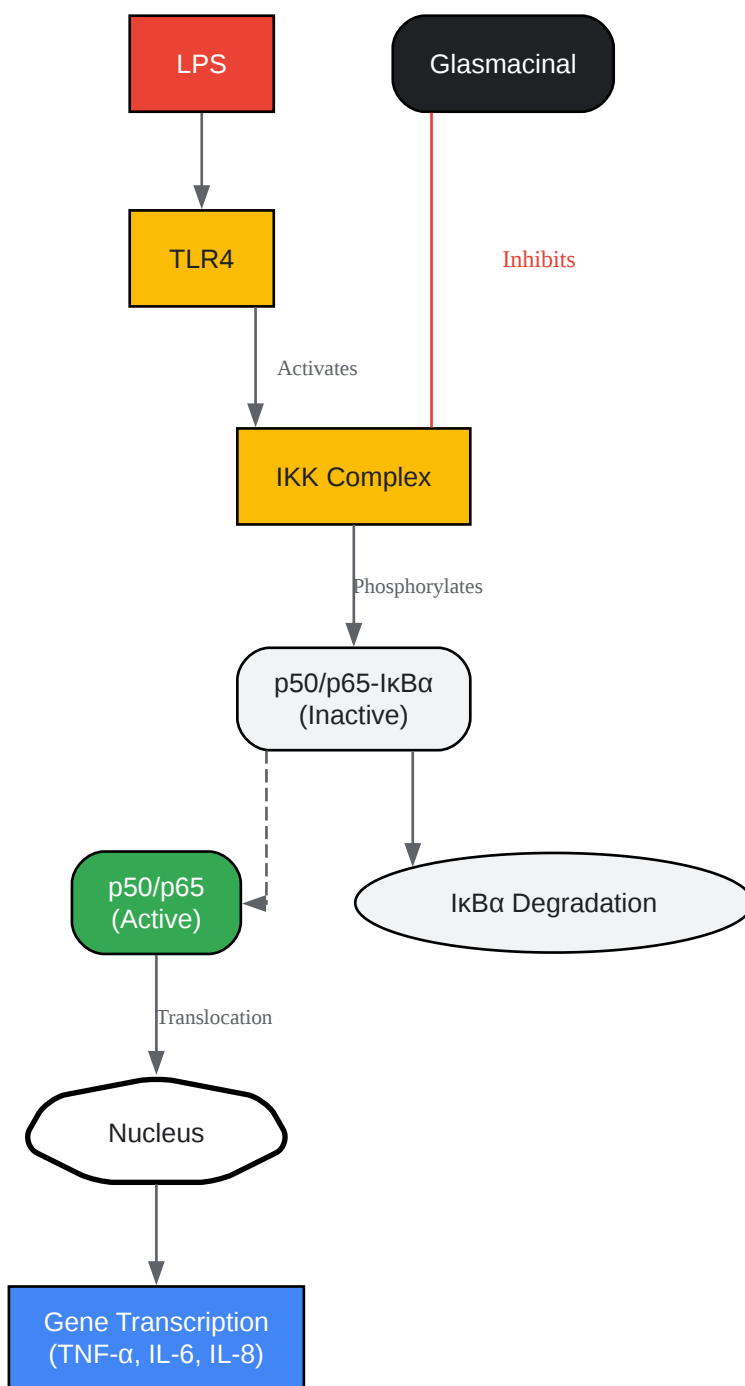 LPS
Glasmacinal
TLR4
Inhibits
Activates
IKK Complex
Phosphorylates
p50/p65-IκBα
(Inactive)
p50/p65
(Active)
IκBα Degradation
Translocation
Nucleus
Gene Transcription
(TNF-α, IL-6, IL-8)